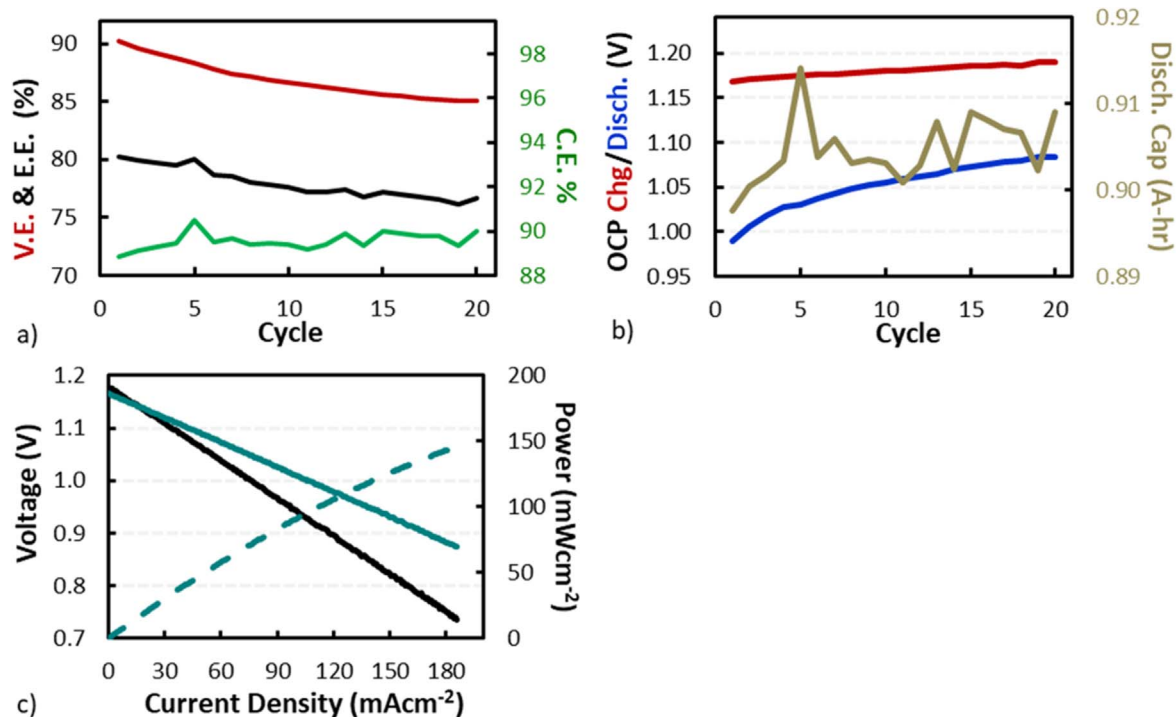 90
85
80
75
70
V.E. & E.E. (%)
98
96
94
92
90
88
C.E. %
0 5 10 15 20
Cycle
a)
1.20
1.15
1.10
1.05
1.00
0.95
OCP Chg/Disch. (V)
0.92
0.91
0.90
0.89
Disch. Cap (A-hr)
0 5 10 15 20
Cycle
b)
1.2
1.1
1.0
0.9
0.8
0.7
Voltage (V)
200
150
100
50
0
Power (mWcm⁻²)
0 30 60 90 120 150 180
Current Density (mAcm⁻²)
c)